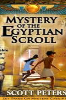 MYSTERY
OF THE
EGYPTIAN
SCROLL
SCOTT PETERS